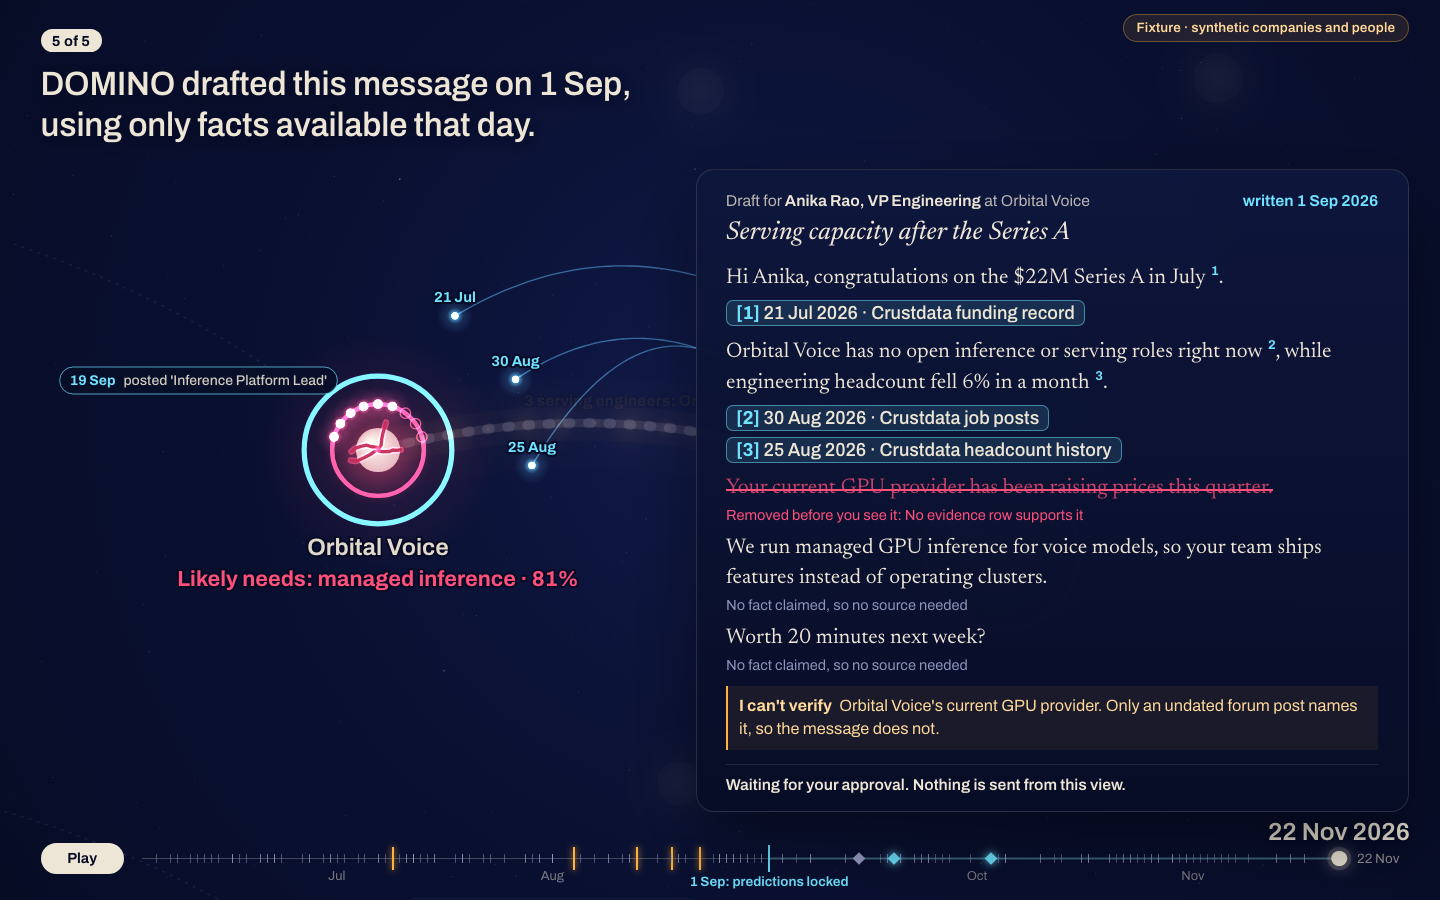 5 of 5
Fixture · synthetic companies and people
DOMINO drafted this message on 1 Sep,
using only facts available that day.
Draft for Anika Rao, VP Engineering at Orbital Voice
written 1 Sep 2026
Serving capacity after the Series A
Hi Anika, congratulations on the $22M Series A in July 1.
[1] 21 Jul 2026 · Crustdata funding record
Orbital Voice has no open inference or serving roles right now 2, while
engineering headcount fell 6% in a month 3.
[2] 30 Aug 2026 · Crustdata job posts
[3] 25 Aug 2026 · Crustdata headcount history
Your current GPU provider has been raising prices this quarter.
Removed before you see it: No evidence row supports it
We run managed GPU inference for voice models, so your team ships
features instead of operating clusters.
No fact claimed, so no source needed
Worth 20 minutes next week?
No fact claimed, so no source needed
I can't verify Orbital Voice's current GPU provider. Only an undated forum post names
it, so the message does not.
Waiting for your approval. Nothing is sent from this view.
21 Jul
30 Aug
19 Sep posted 'Inference Platform Lead'
3 serving engineers: Or
25 Aug
Orbital Voice
Likely needs: managed inference · 81%
22 Nov 2026
Play
22 Nov
Jul
Aug
1 Sep: predictions locked
Oct
Nov